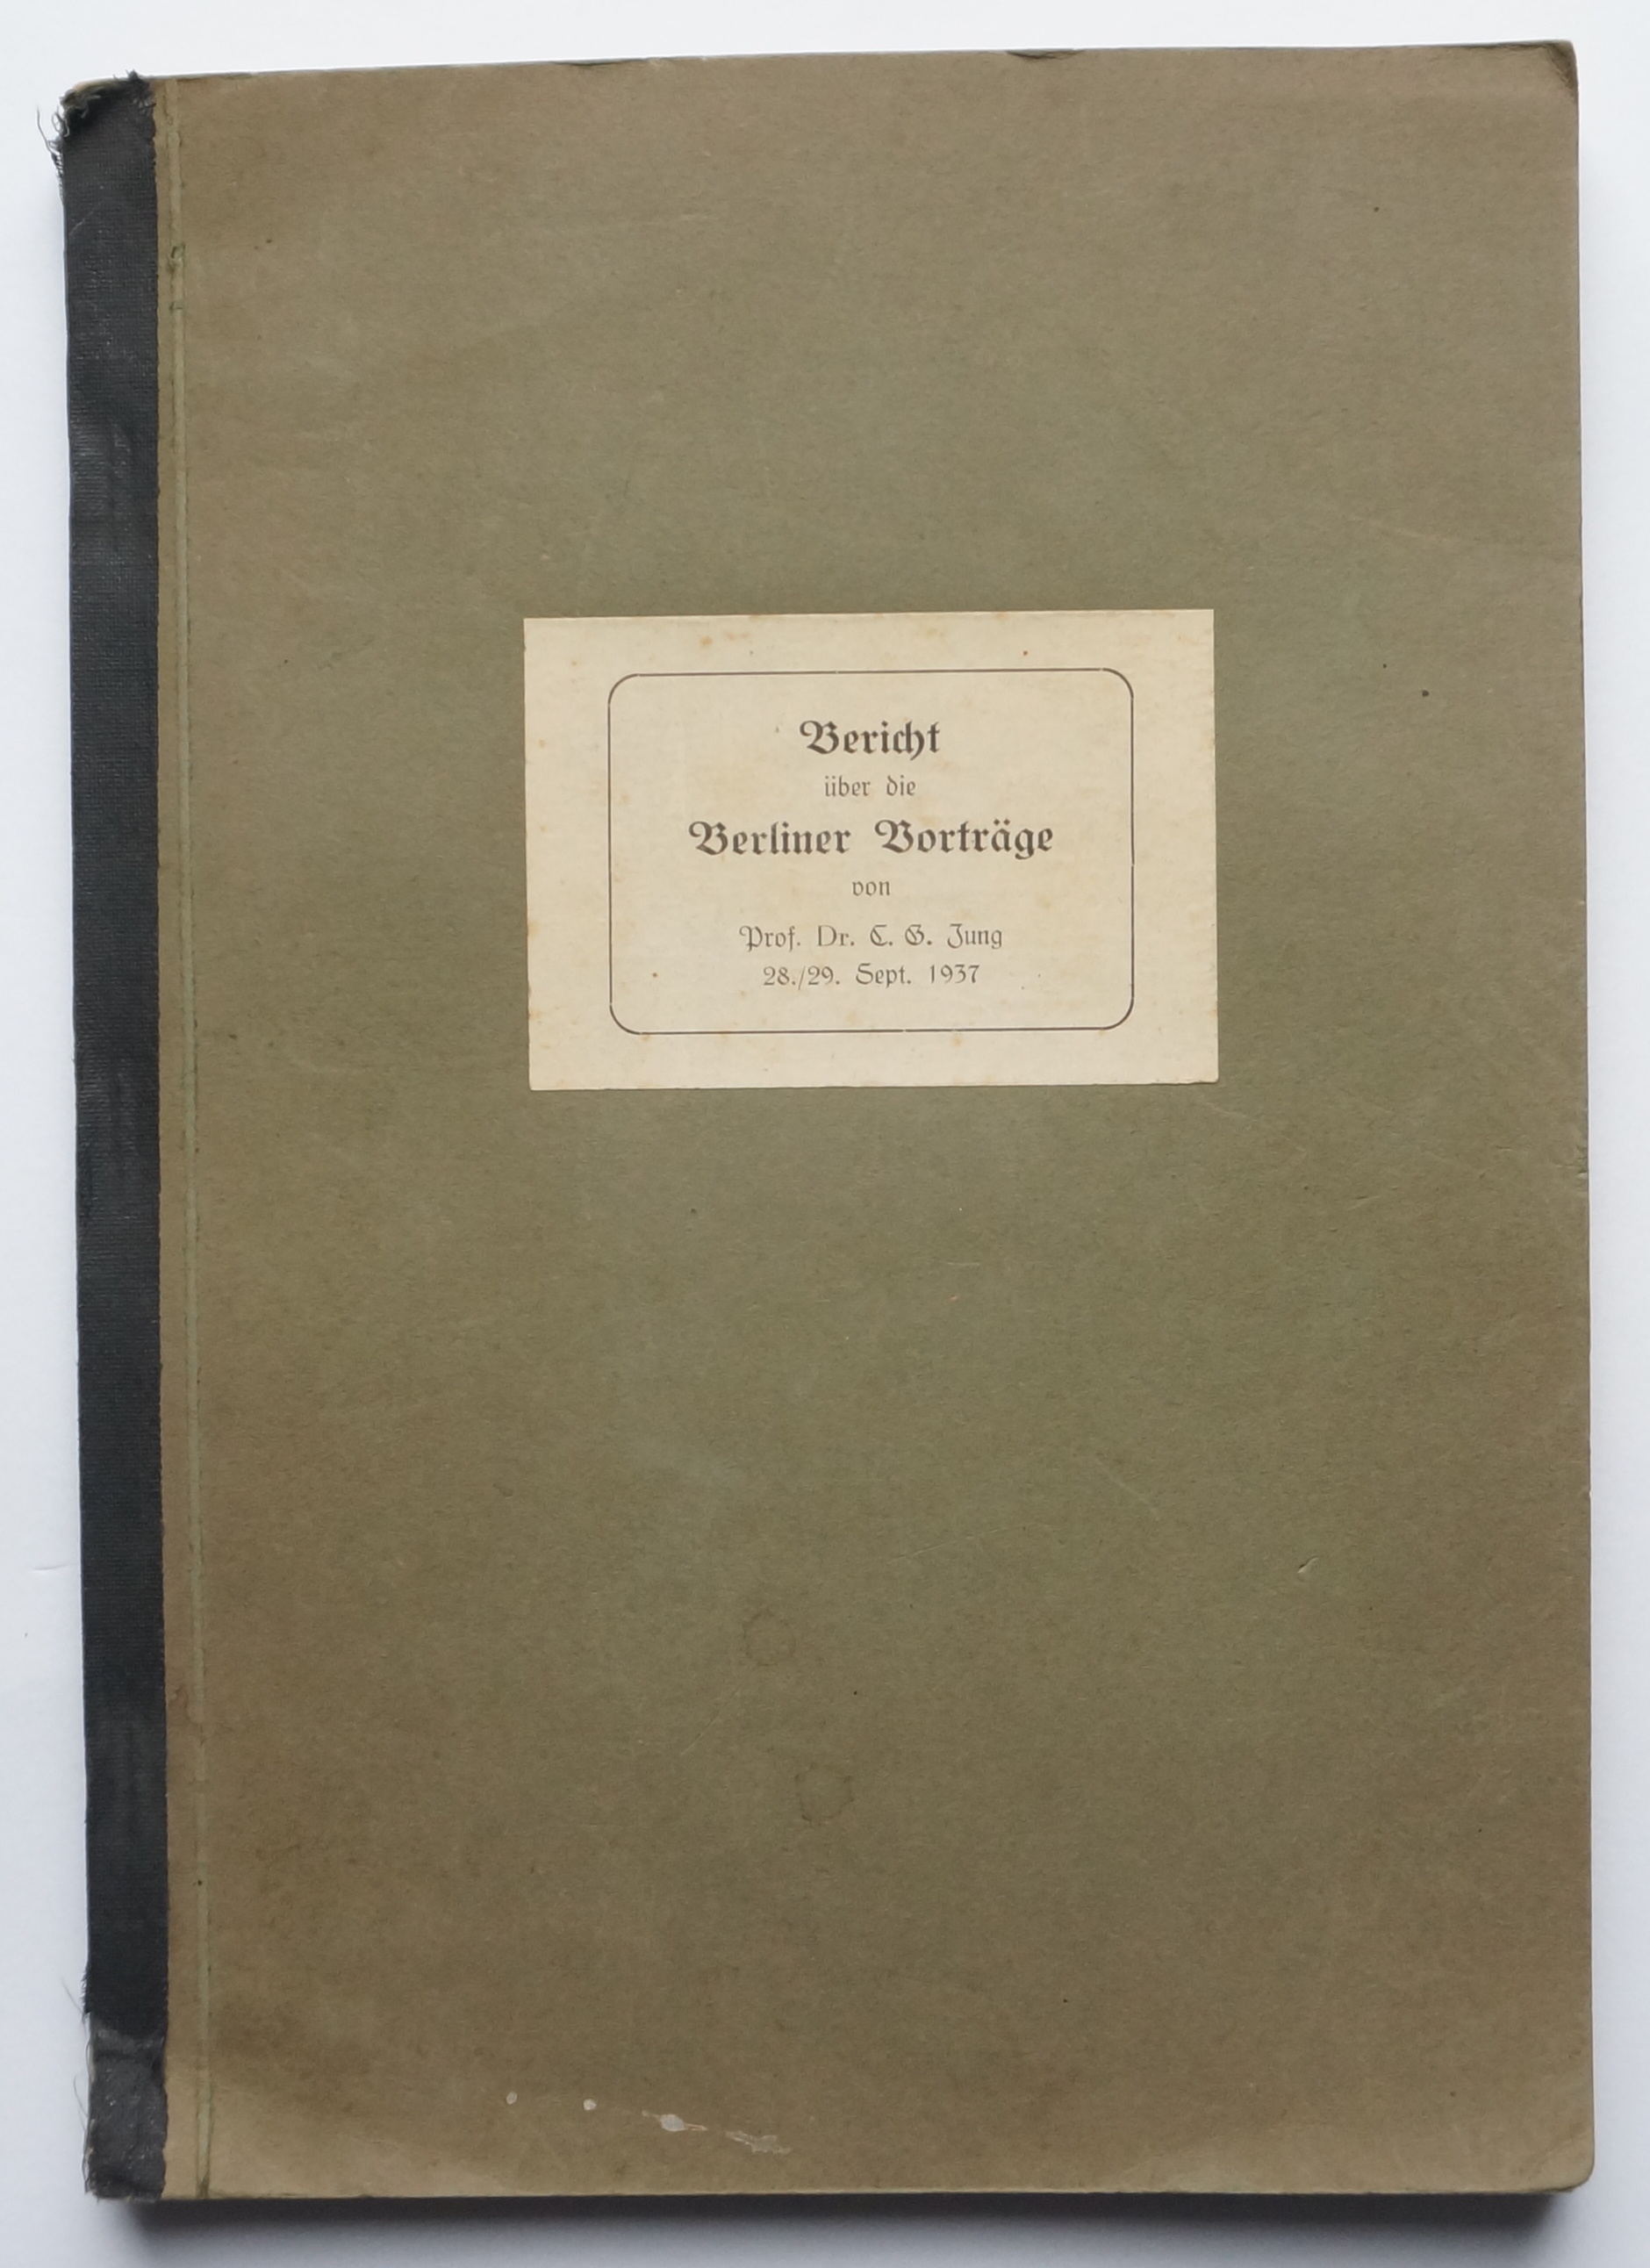 Bericht
über die
Berliner Vorträge
von
Prof. Dr. C. G. Jung
28./29. Sept. 1937